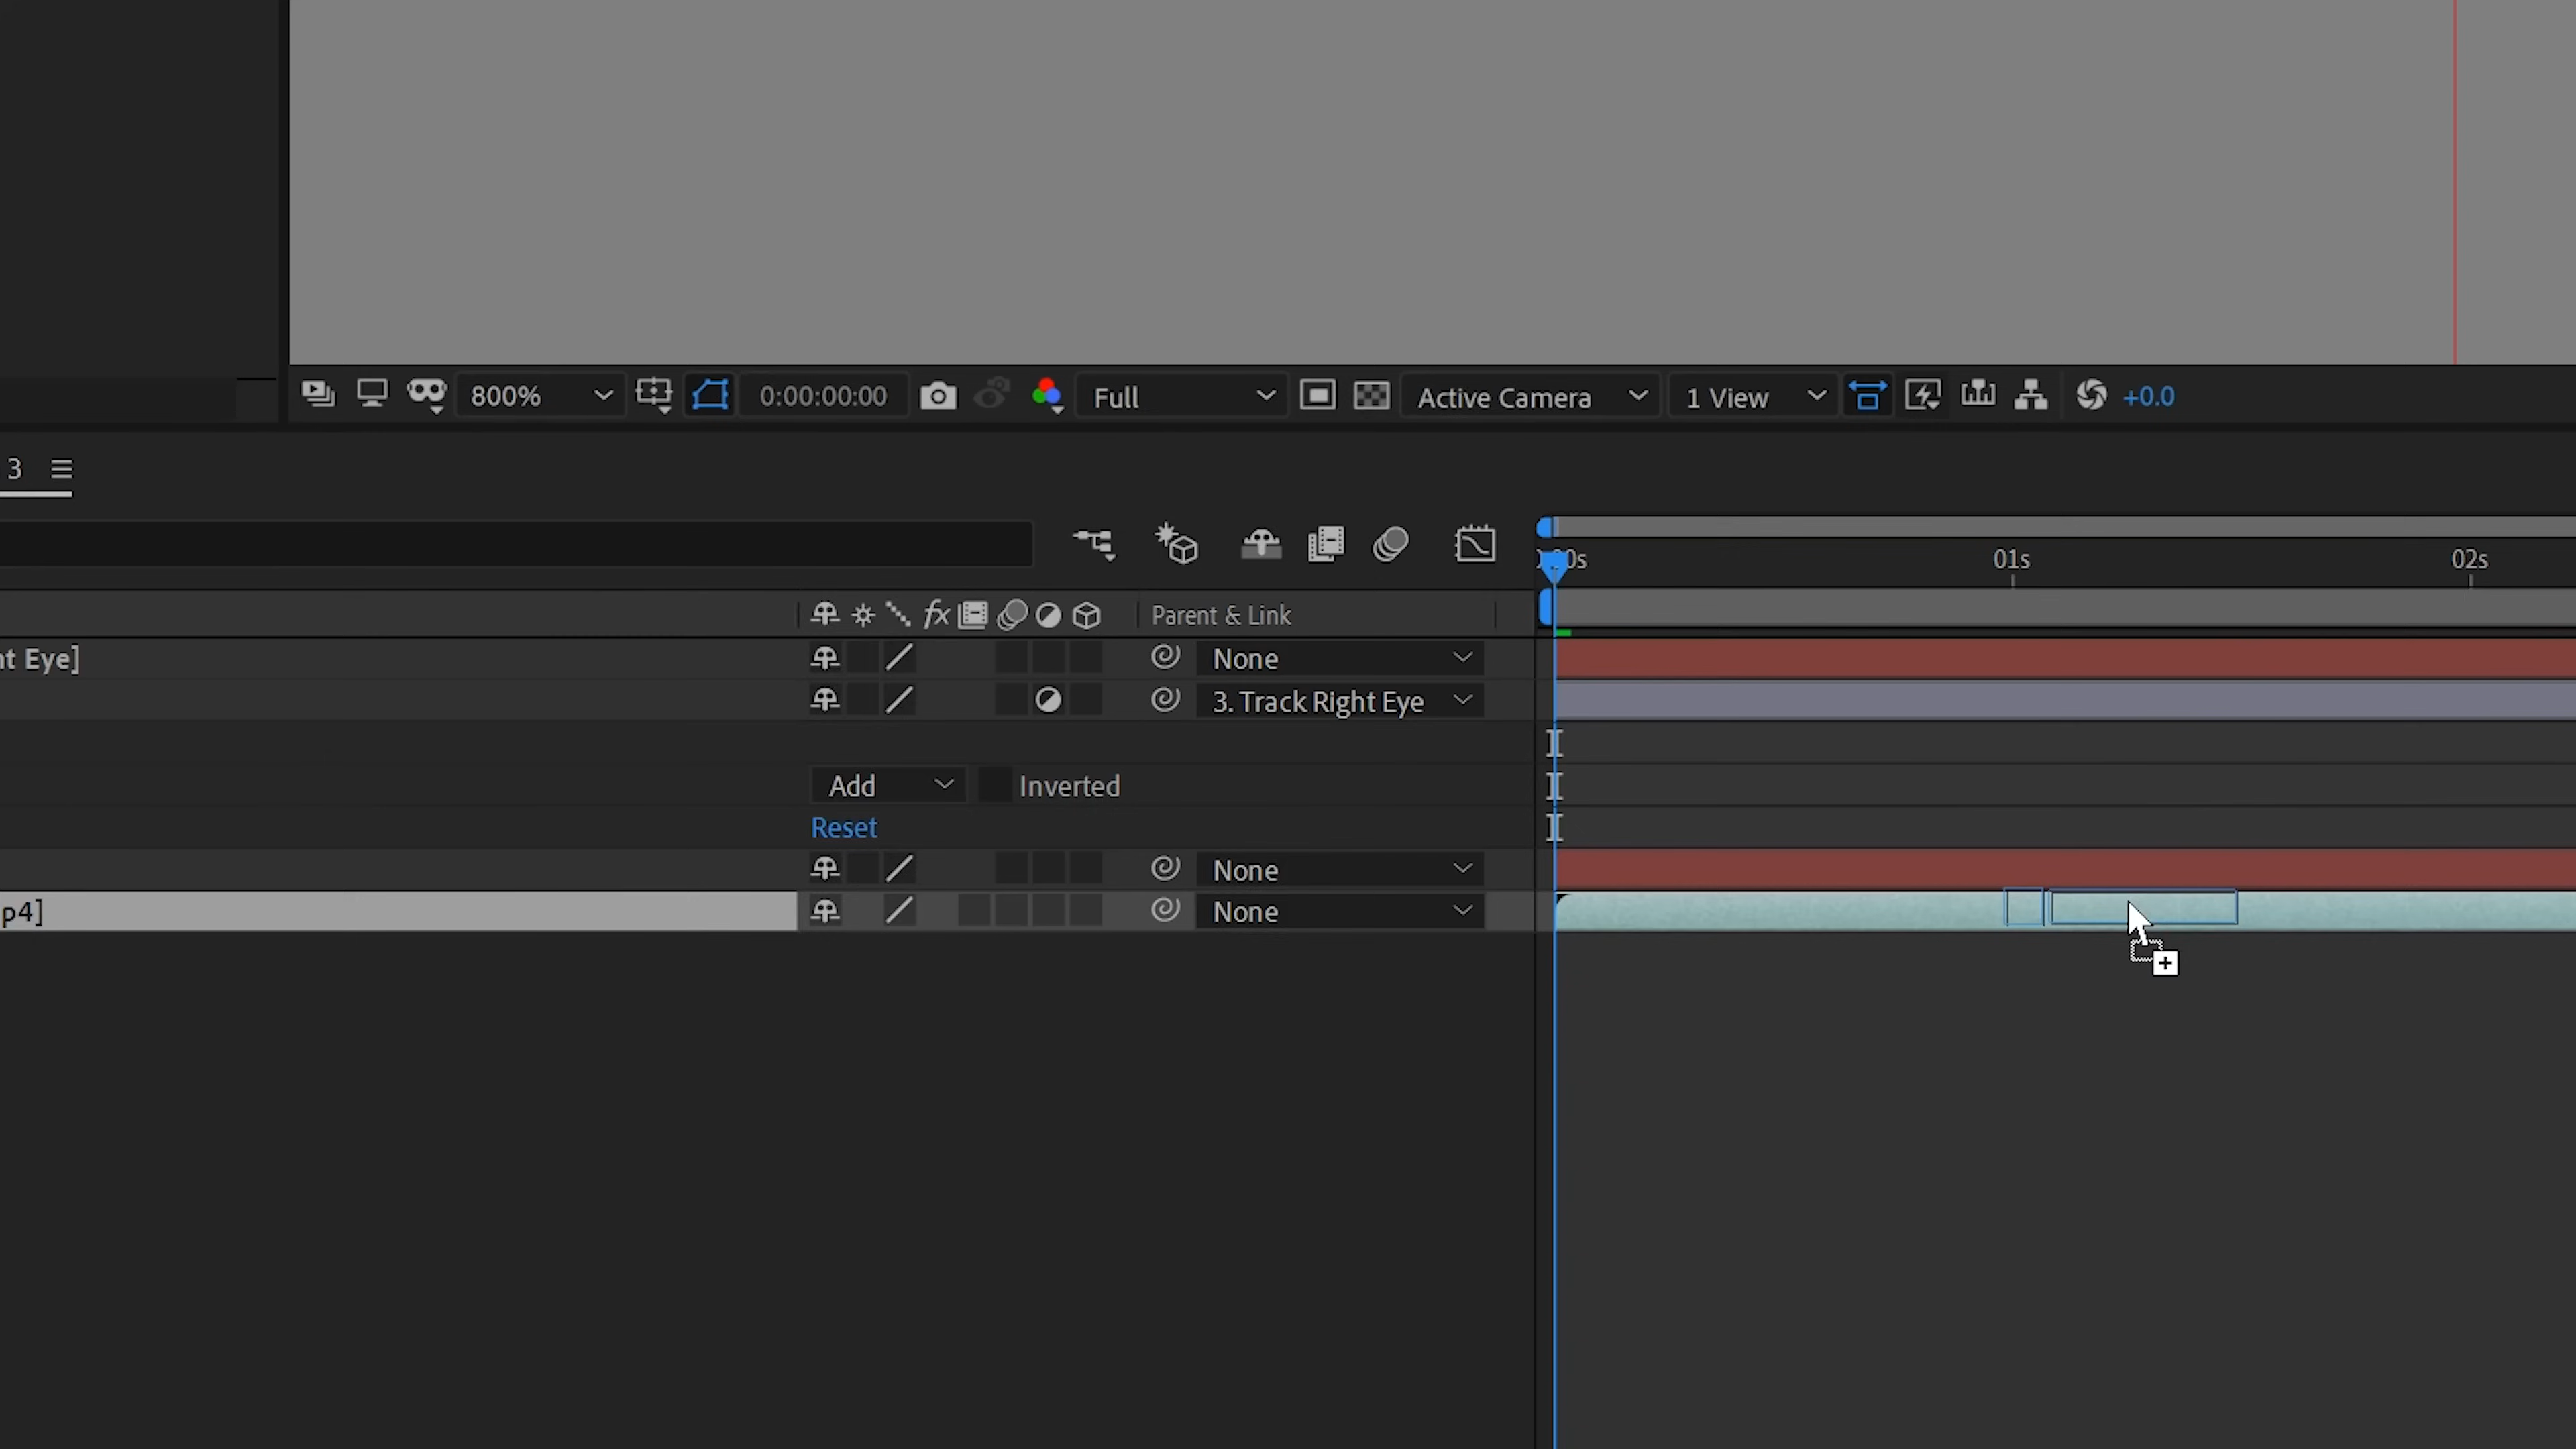 800% 0:00:00:00 Full Active Camera 1 View +0.0
3
01s 02s
fx Parent & Link
nt Eye] None
3. Track Right Eye
Add Inverted
Reset
None
p4] None